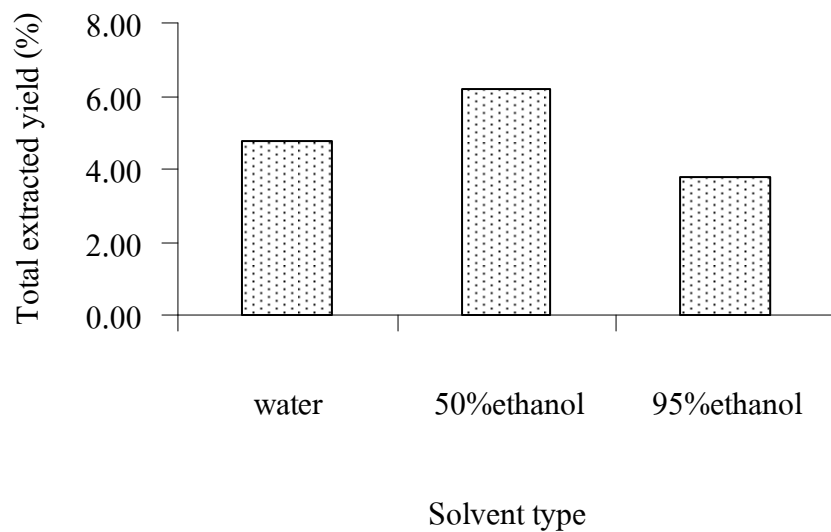 Total extracted yield (%)
8.00
6.00
4.00
2.00
0.00
water 50%ethanol 95%ethanol
Solvent type